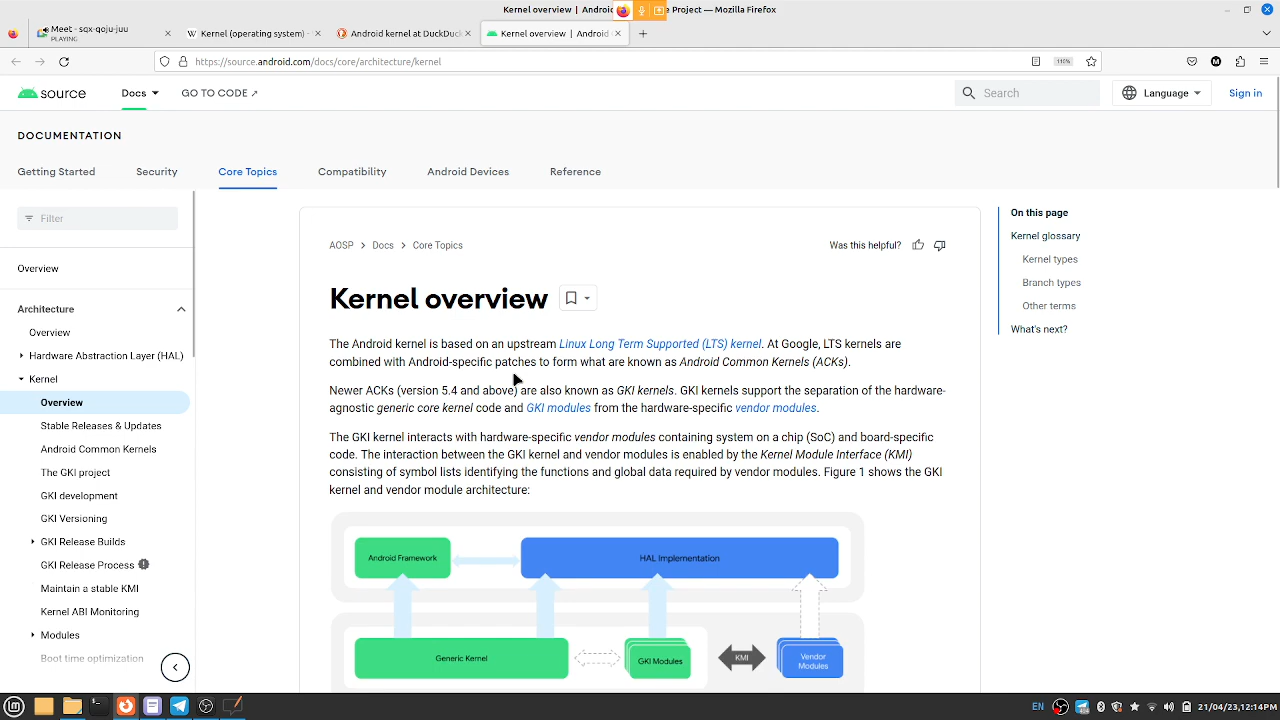 Kernel overview | Android
e Project — Mozilla Firefox
Meet - sqx-qoju-juu
PLAYING
Kernel (operating system) -
Android kernel at DuckDuck
Kernel overview | Android
https://source.android.com/docs/core/architecture/kernel
110%
source
Docs
GO TO CODE ↗
Search
Language
Sign in
DOCUMENTATION
Getting Started
Security
Core Topics
Compatibility
Android Devices
Reference
Filter
Overview
Architecture
Overview
Hardware Abstraction Layer (HAL)
Kernel
Overview
Stable Releases & Updates
Android Common Kernels
The GKI project
GKI development
GKI Versioning
GKI Release Builds
GKI Release Process
Maintain a stable KMI
Kernel ABI Monitoring
Modules
Boot time optimization
AOSP > Docs > Core Topics
Was this helpful?
Kernel overview
The Android kernel is based on an upstream Linux Long Term Supported (LTS) kernel. At Google, LTS kernels are
combined with Android-specific patches to form what are known as Android Common Kernels (ACKs).
Newer ACKs (version 5.4 and above) are also known as GKI kernels. GKI kernels support the separation of the hardware-
agnostic generic core kernel code and GKI modules from the hardware-specific vendor modules.
The GKI kernel interacts with hardware-specific vendor modules containing system on a chip (SoC) and board-specific
code. The interaction between the GKI kernel and vendor modules is enabled by the Kernel Module Interface (KMI)
consisting of symbol lists identifying the functions and global data required by vendor modules. Figure 1 shows the GKI
kernel and vendor module architecture:
Android Framework
HAL Implementation
Generic Kernel
GKI Modules
KMI
Vendor
Modules
On this page
Kernel glossary
Kernel types
Branch types
Other terms
What's next?
EN
21/04/23,12:14PM